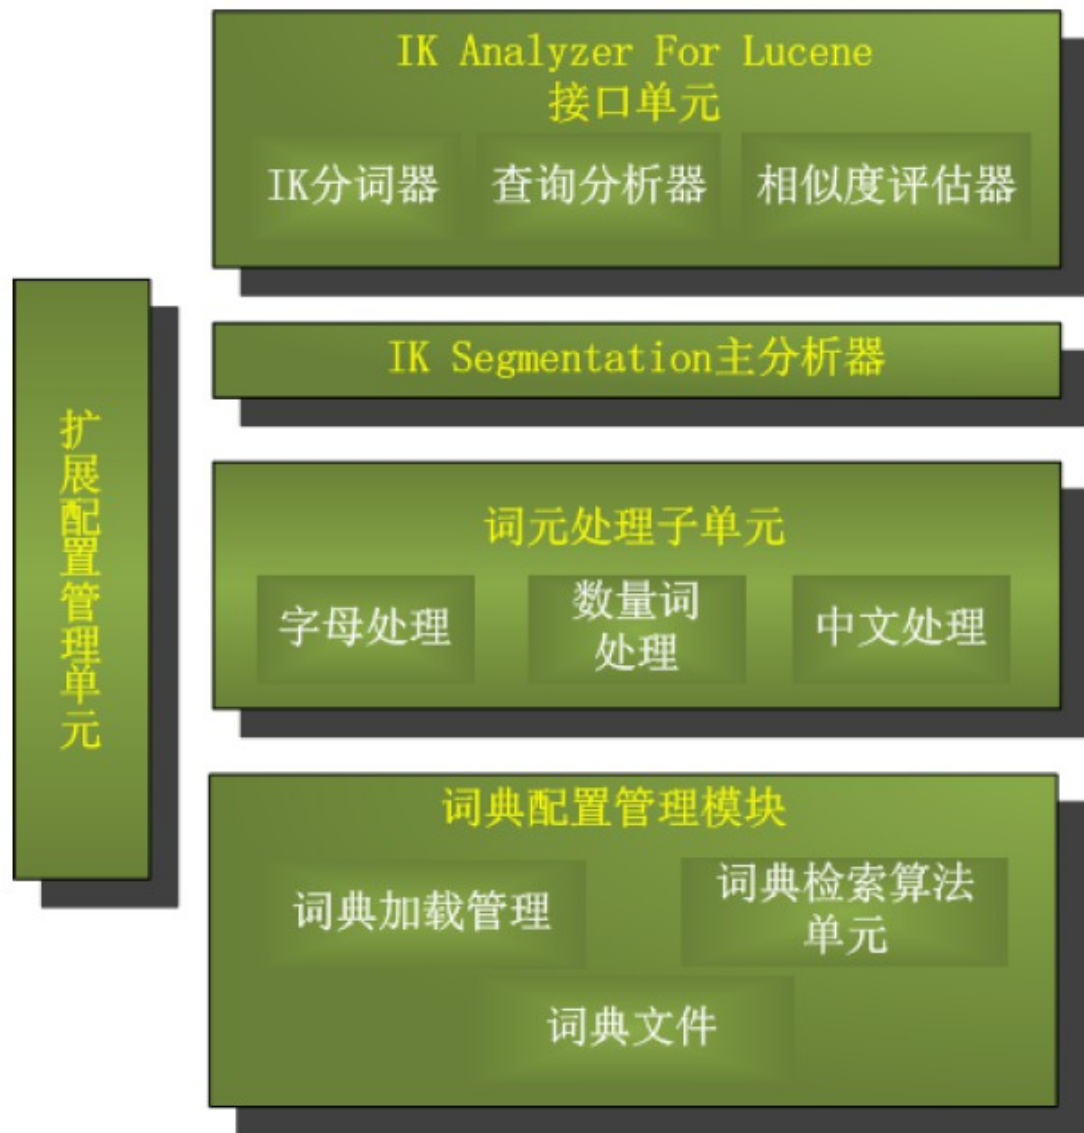 IK Analyzer For Lucene
接口单元
IK分词器
查询分析器
相似度评估器
扩展配置管理单元
IK Segmentation主分析器
词元处理子单元
字母处理
数量词
处理
中文处理
词典配置管理模块
词典加载管理
词典检索算法
单元
词典文件